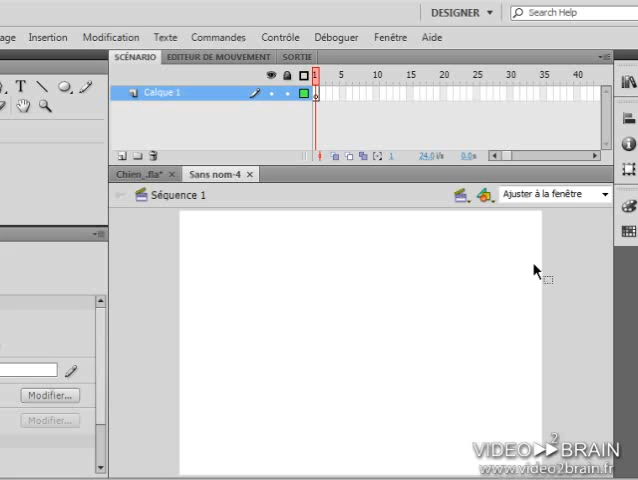 DESIGNER
Search Help
age Insertion Modification Texte Commandes Contrôle Déboguer Fenêtre Aide
SCÉNARIO EDITEUR DE MOUVEMENT SORTIE
1 5 10 15 20 25 30 35 40
Calque 1
1 24.0i/s 0.0s
Chien_.fla* Sans nom-4
Séquence 1 Ajuster à la fenêtre
Modifier...
Modifier...
VIDEO2BRAIN
www.video2brain.fr